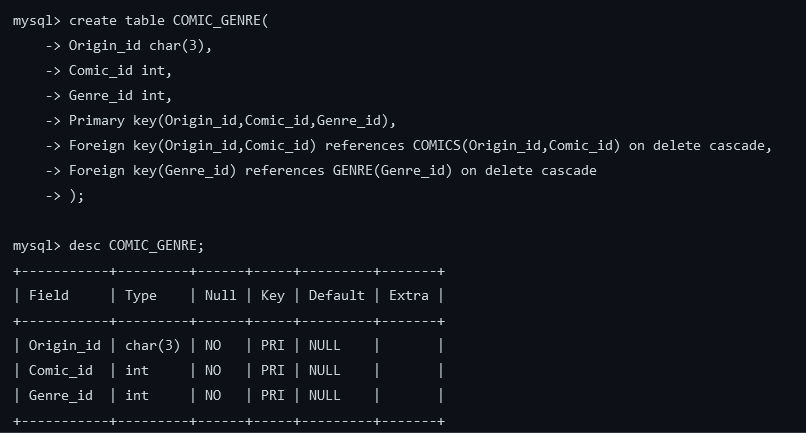 mysql> create table COMIC_GENRE(
    -> Origin_id char(3),
    -> Comic_id int,
    -> Genre_id int,
    -> Primary key(Origin_id,Comic_id,Genre_id),
    -> Foreign key(Origin_id,Comic_id) references COMICS(Origin_id,Comic_id) on delete cascade,
    -> Foreign key(Genre_id) references GENRE(Genre_id) on delete cascade
    -> );

mysql> desc COMIC_GENRE;
+-----------+---------+------+-----+---------+-------+
| Field     | Type    | Null | Key | Default | Extra |
+-----------+---------+------+-----+---------+-------+
| Origin_id | char(3) | NO   | PRI | NULL    |       |
| Comic_id  | int     | NO   | PRI | NULL    |       |
| Genre_id  | int     | NO   | PRI | NULL    |       |
+-----------+---------+------+-----+---------+-------+